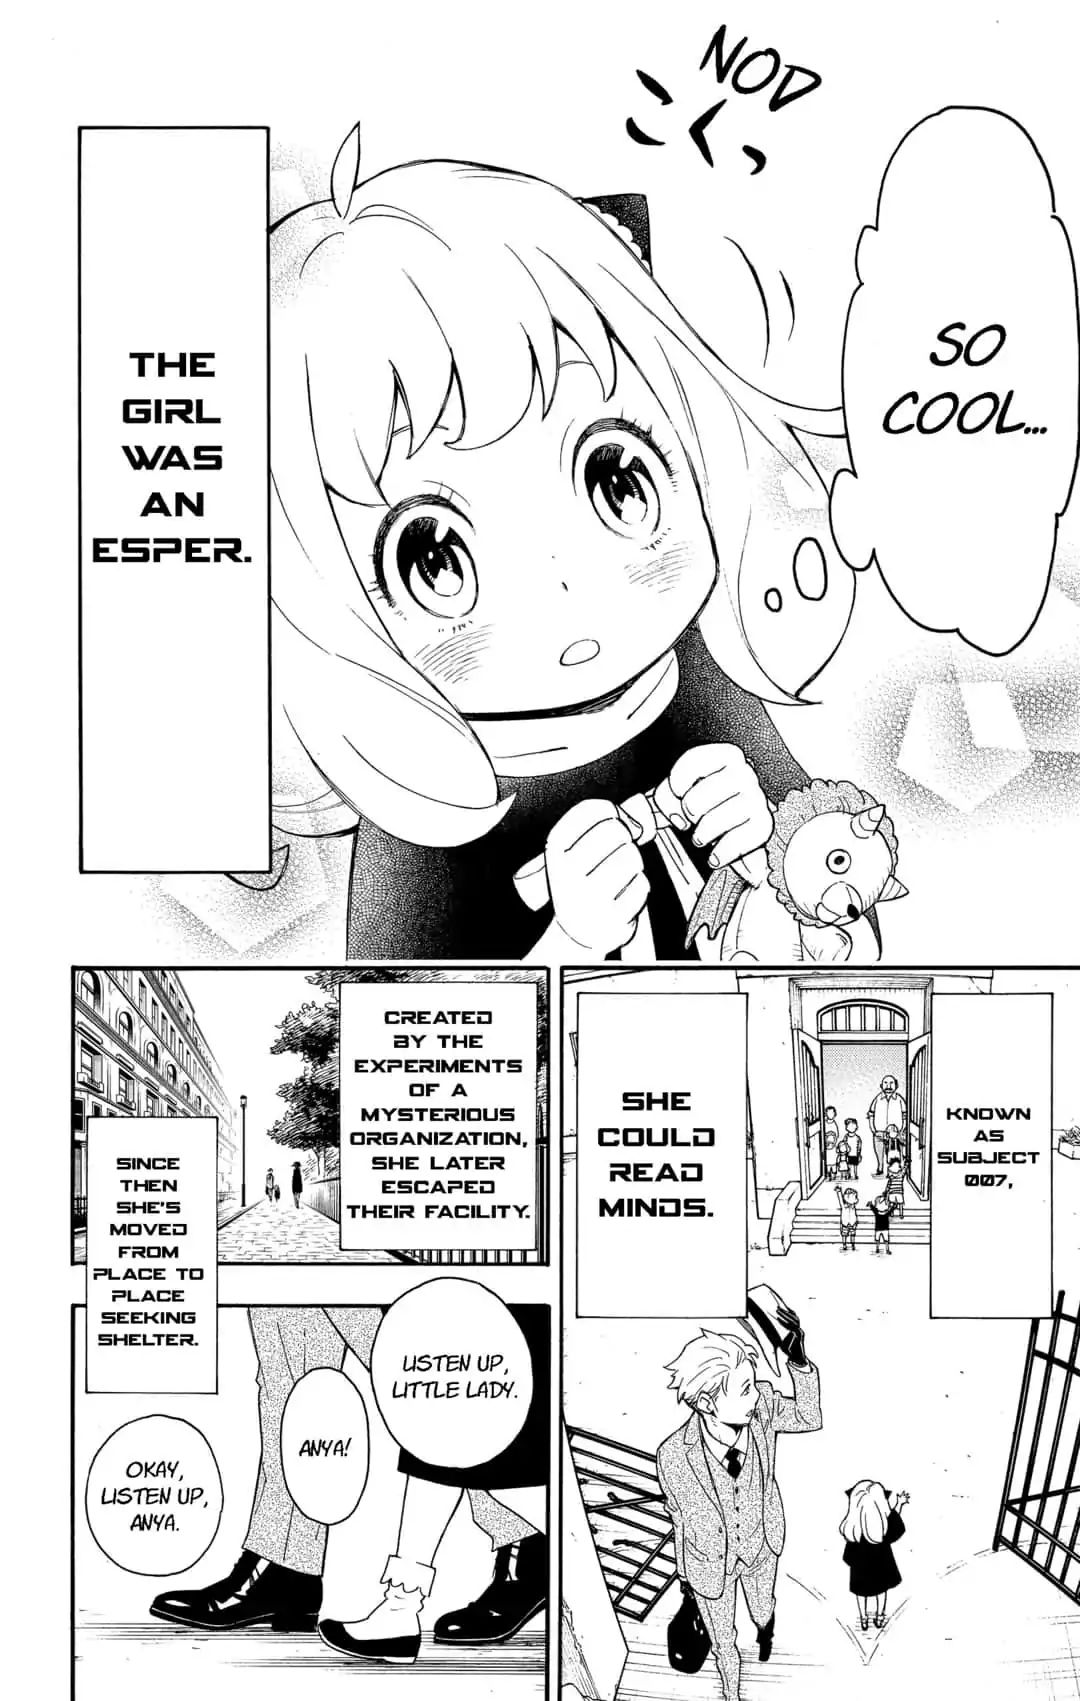 NOD
こくっ
SO
COOL...
THE
GIRL
WAS
AN
ESPER.
KNOWN
AS
SUBJECT
007,
SHE
COULD
READ
MINDS.
CREATED
BY THE
EXPERIMENTS
OF A
MYSTERIOUS
ORGANIZATION,
SHE LATER
ESCAPED
THEIR FACILITY.
SINCE
THEN
SHE'S
MOVED
FROM
PLACE TO
PLACE
SEEKING
SHELTER.
LISTEN UP,
LITTLE LADY.
ANYA!
OKAY,
LISTEN UP,
ANYA.